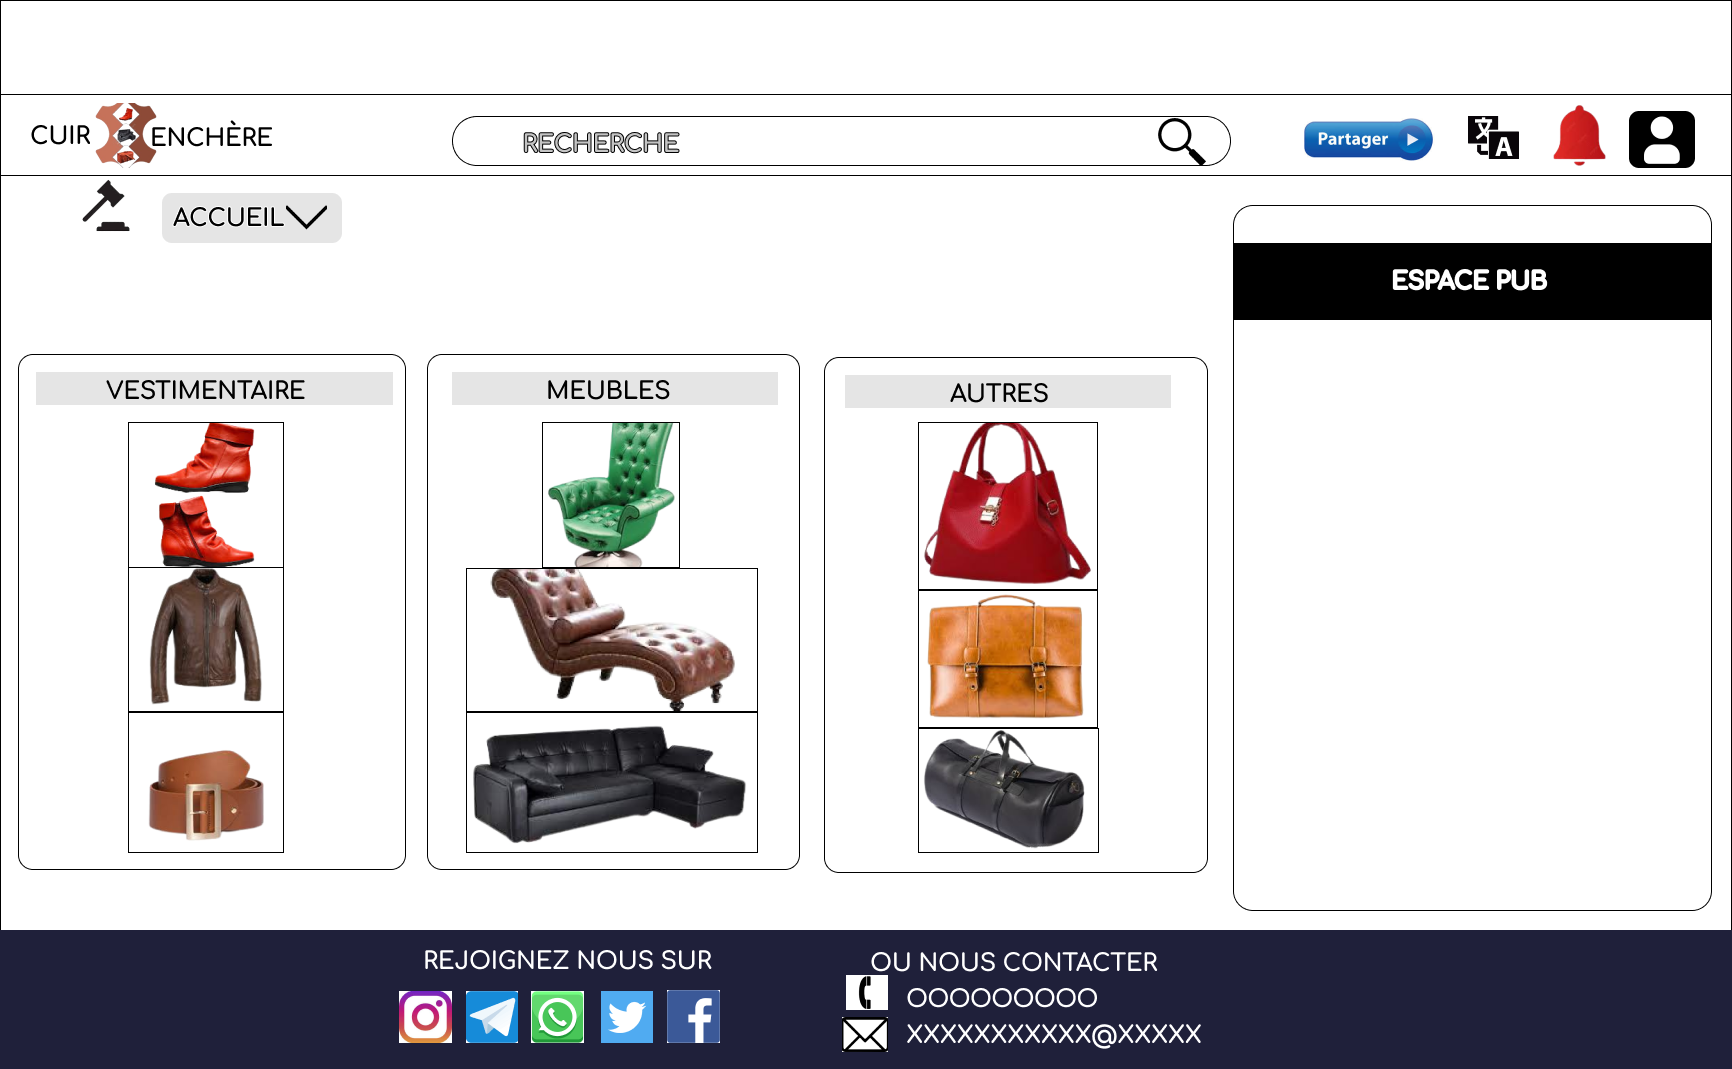 CUIR ENCHÈRE
RECHERCHE
Partager
文 A
ACCUEIL
ESPACE PUB
VESTIMENTAIRE
MEUBLES
AUTRES
REJOIGNEZ NOUS SUR
OU NOUS CONTACTER
OOOOOOOOO
XXXXXXXXXXX@XXXXX